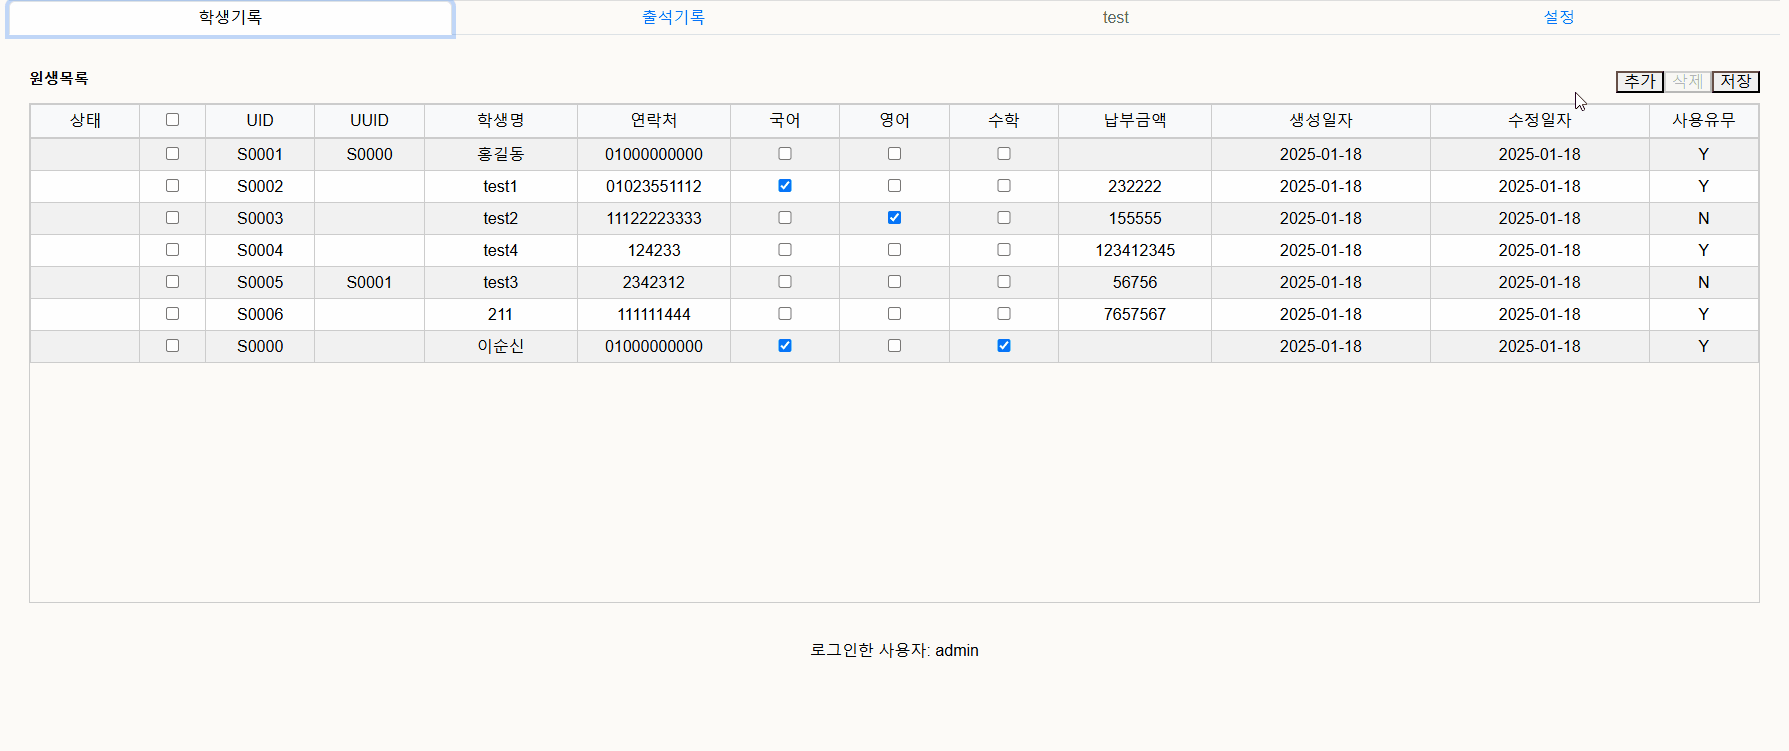 학생기록 출석기록 test 설정
원생목록 추가 삭제 저장
상태 UID UUID 학생명 연락처 국어 영어 수학 납부금액 생성일자 수정일자 사용유무
S0001 S0000 홍길동 01000000000 2025-01-18 2025-01-18 Y
S0002 test1 01023551112 232222 2025-01-18 2025-01-18 Y
S0003 test2 11122223333 155555 2025-01-18 2025-01-18 N
S0004 test4 124233 123412345 2025-01-18 2025-01-18 Y
S0005 S0001 test3 2342312 56756 2025-01-18 2025-01-18 N
S0006 211 111111444 7657567 2025-01-18 2025-01-18 Y
S0000 이순신 01000000000 2025-01-18 2025-01-18 Y
로그인한 사용자: admin